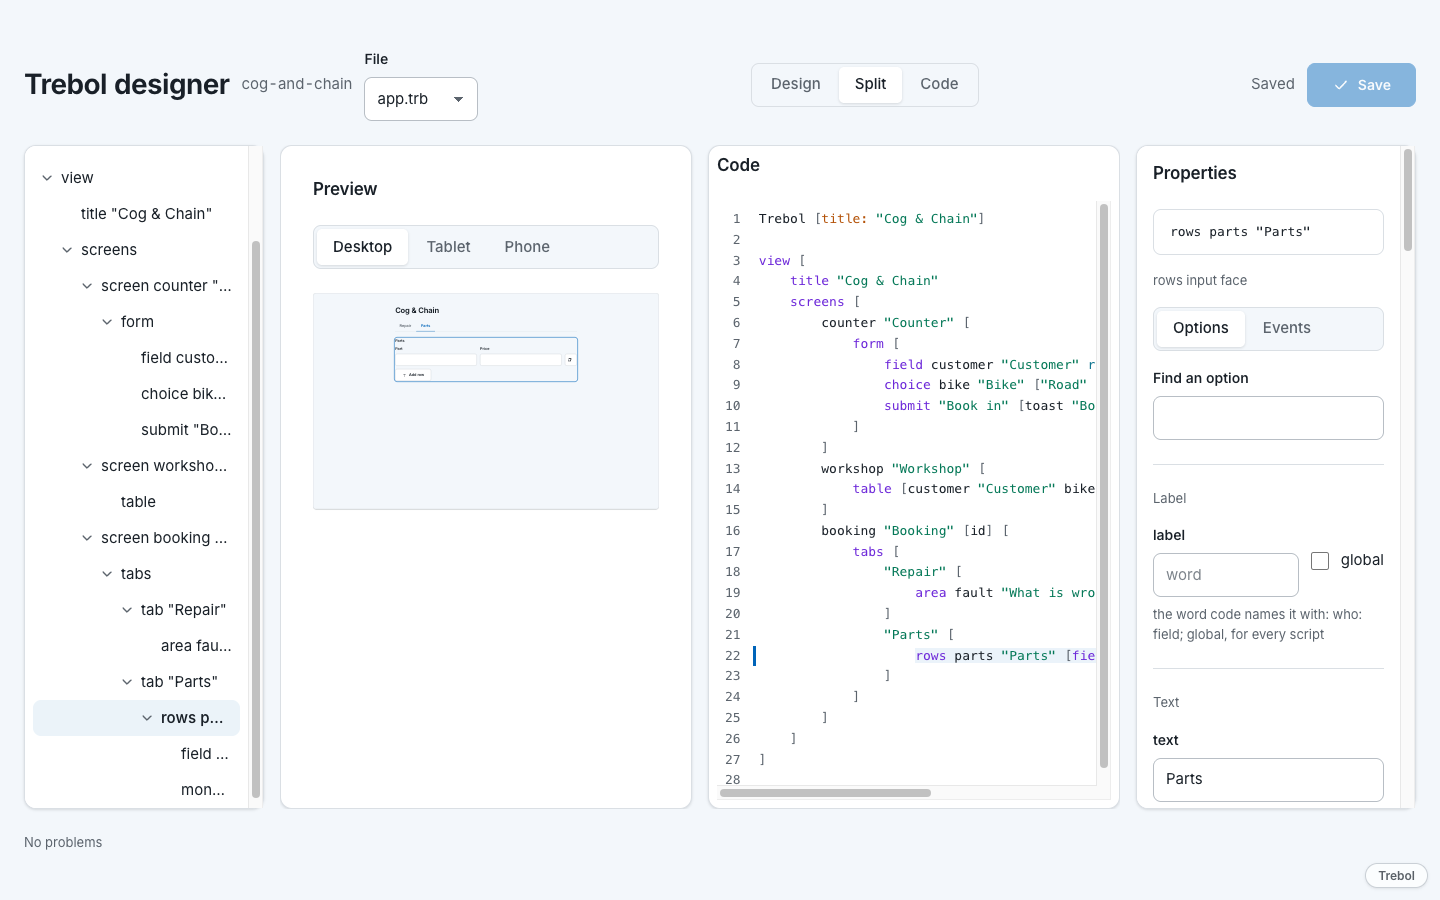 Trebol designer
cog-and-chain
File
app.trb
Design
Split
Code
Saved
Save
view
title "Cog & Chain"
screens
screen counter "...
form
field custo...
choice bik...
submit "Bo...
screen worksho...
table
screen booking ...
tabs
tab "Repair"
area fau...
tab "Parts"
rows p...
field ...
mon...
Preview
Desktop
Tablet
Phone
Cog & Chain
Repair
Parts
Parts
Part
Price
+ Add row
Code
1 Trebol [title: "Cog & Chain"]
2
3 view [
4 title "Cog & Chain"
5 screens [
6 counter "Counter" [
7 form [
8 field customer "Customer" r
9 choice bike "Bike" ["Road"
10 submit "Book in" [toast "Bo
11 ]
12 ]
13 workshop "Workshop" [
14 table [customer "Customer" bike
15 ]
16 booking "Booking" [id] [
17 tabs [
18 "Repair" [
19 area fault "What is wro
20 ]
21 "Parts" [
22 rows parts "Parts" [fie
23 ]
24 ]
25 ]
26 ]
27 ]
28
Properties
rows parts "Parts"
rows input face
Options
Events
Find an option
Label
label
word
global
the word code names it with: who:
field; global, for every script
Text
text
Parts
No problems
Trebol